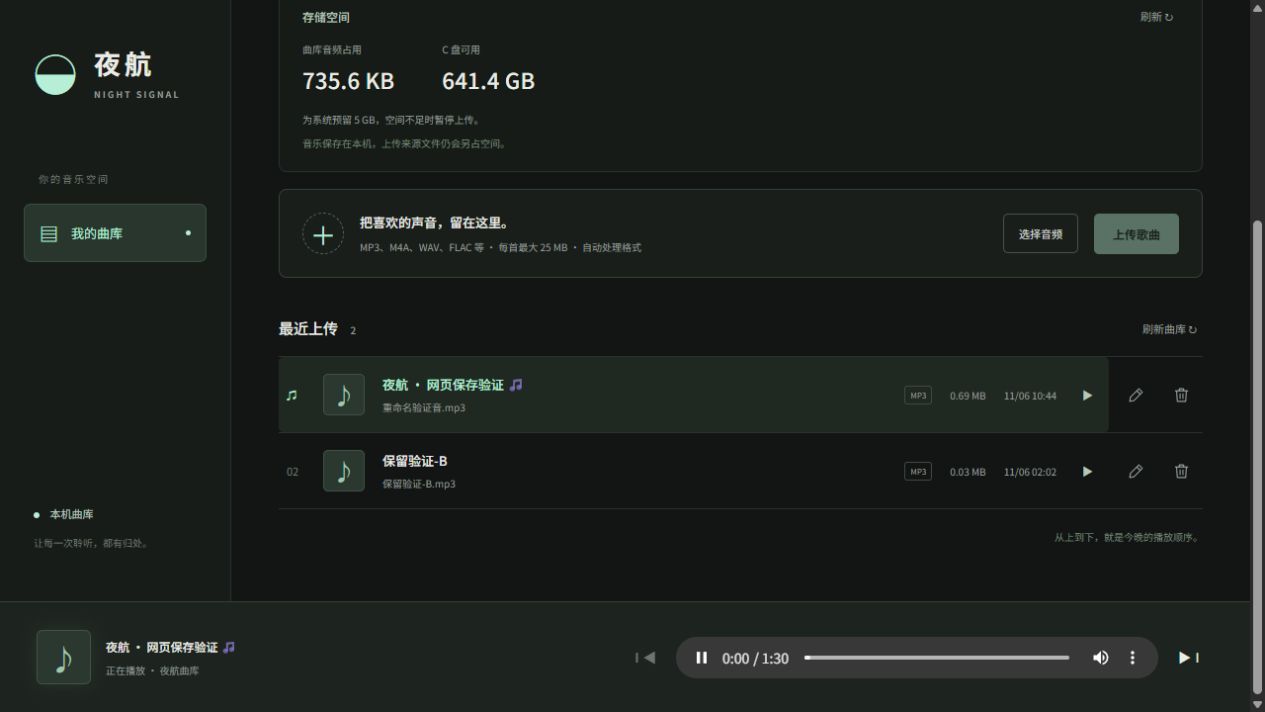 夜航
NIGHT SIGNAL
你的音乐空间
我的曲库
本机曲库
让每一次聆听，都有归处。
存储空间
刷新↻
曲库音频占用
C 盘可用
735.6 KB
641.4 GB
为系统预留 5 GB，空间不足时暂停上传。
音乐保存在本机，上传来源文件仍会另占空间。
把喜欢的声音，留在这里。
MP3、M4A、WAV、FLAC 等 · 每首最大 25 MB · 自动处理格式
选择音频
上传歌曲
最近上传 2
刷新曲库↻
夜航 · 网页保存验证 🎵
重命名验证音.mp3
MP3
0.69 MB
11/06 10:44
02
保留验证-B
保留验证-B.mp3
MP3
0.03 MB
11/06 02:02
从上到下，就是今晚的播放顺序。
夜航 · 网页保存验证 🎵
正在播放 · 夜航曲库
0:00 / 1:30